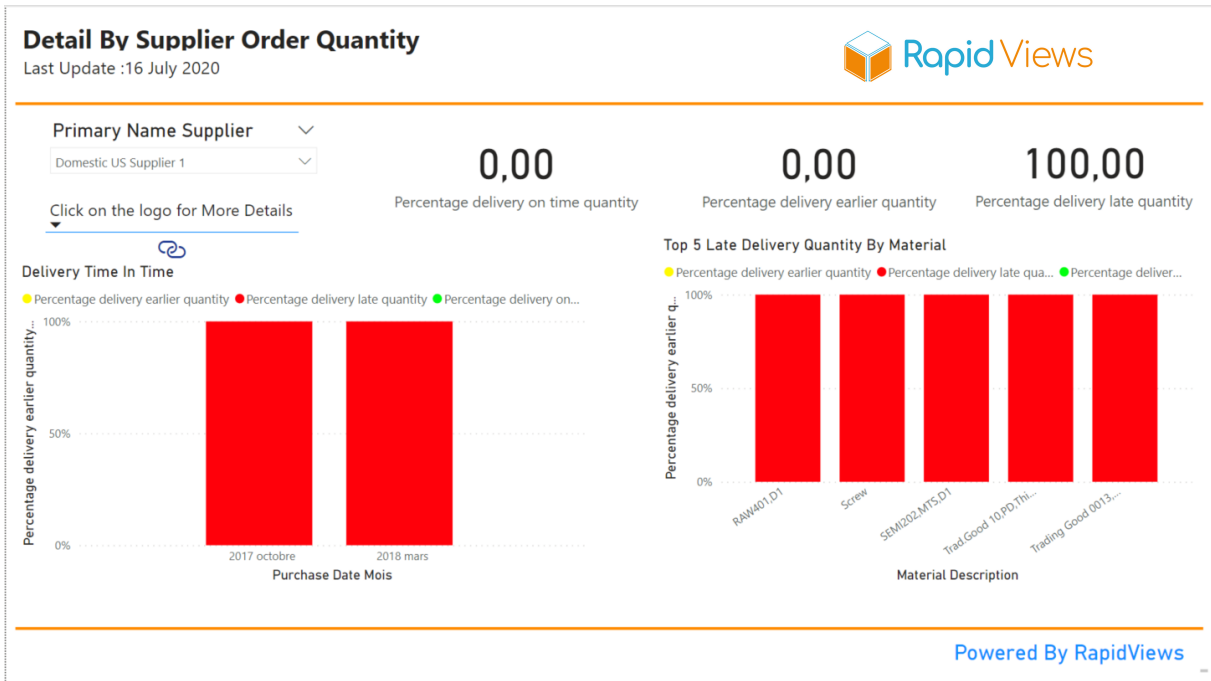 Detail By Supplier Order Quantity
Last Update :16 July 2020
Rapid Views
Primary Name Supplier
Domestic US Supplier 1
Click on the logo for More Details
0,00
Percentage delivery on time quantity
0,00
Percentage delivery earlier quantity
100,00
Percentage delivery late quantity
Delivery Time In Time
Percentage delivery earlier quantity Percentage delivery late quantity Percentage delivery on...
Percentage delivery earlier quantity...
100%
50%
0%
2017 octobre 2018 mars
Purchase Date Mois
Top 5 Late Delivery Quantity By Material
Percentage delivery earlier quantity Percentage delivery late qua... Percentage deliver...
Percentage delivery earlier q...
100%
50%
0%
RAW401,D1 Screw SEMI202,MTS,D1 Trad.Good 10,PD,Thi... Trading Good 0013,...
Material Description
Powered By RapidViews